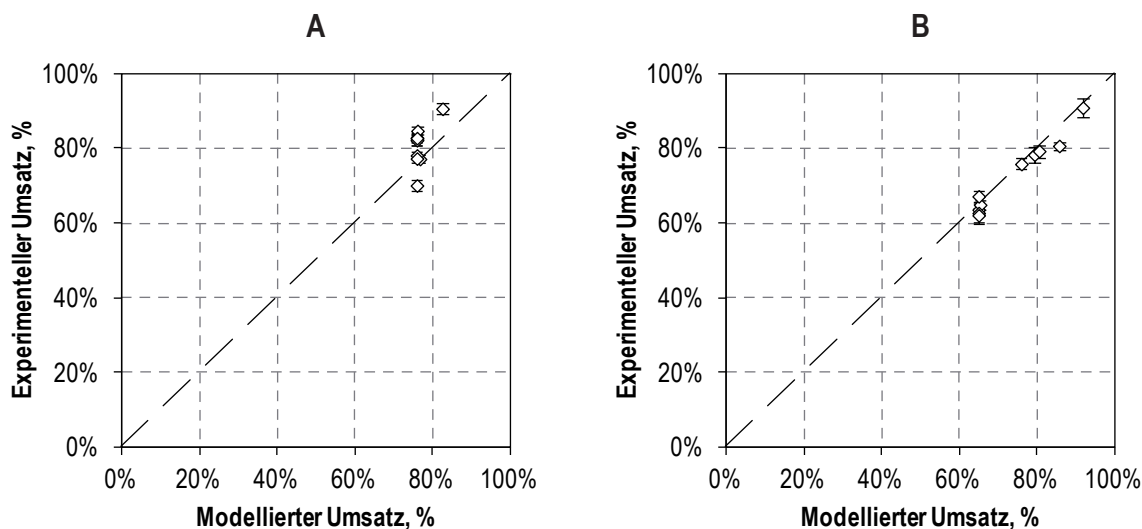 A
100%
80%
60%
40%
20%
0%
Experimenteller Umsatz, %
0% 20% 40% 60% 80% 100%
Modellierter Umsatz, %
B
100%
80%
60%
40%
20%
0%
Experimenteller Umsatz, %
0% 20% 40% 60% 80% 100%
Modellierter Umsatz, %